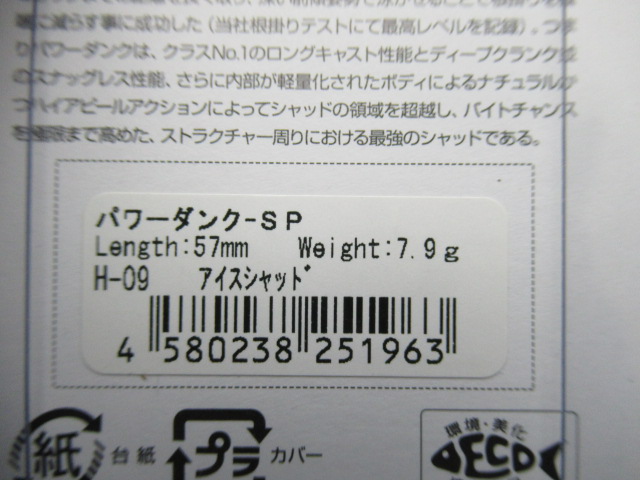 署に減らす事に成功した（当社根掛りテストにて最高レベルを記録）。つま
りパワーダンクは、クラスNo.1のロングキャスト性能とディープクランク並
のスナッグレス性能、さらに内部が軽量化されたボディによるナチュラルか
つハイアピールアクションによってシャッドの領域を超越し、バイトチャンス
を極限まで高めた、ストラクチャー周りにおける最強のシャッドである。
パワーダンク-ＳＰ
Length:57mm Weight:7.9g
H-09 ｱｲｽｼｬｯﾄﾞ
4 580238 251963
紙 台紙 プラ カバー
環境・美化
ECO